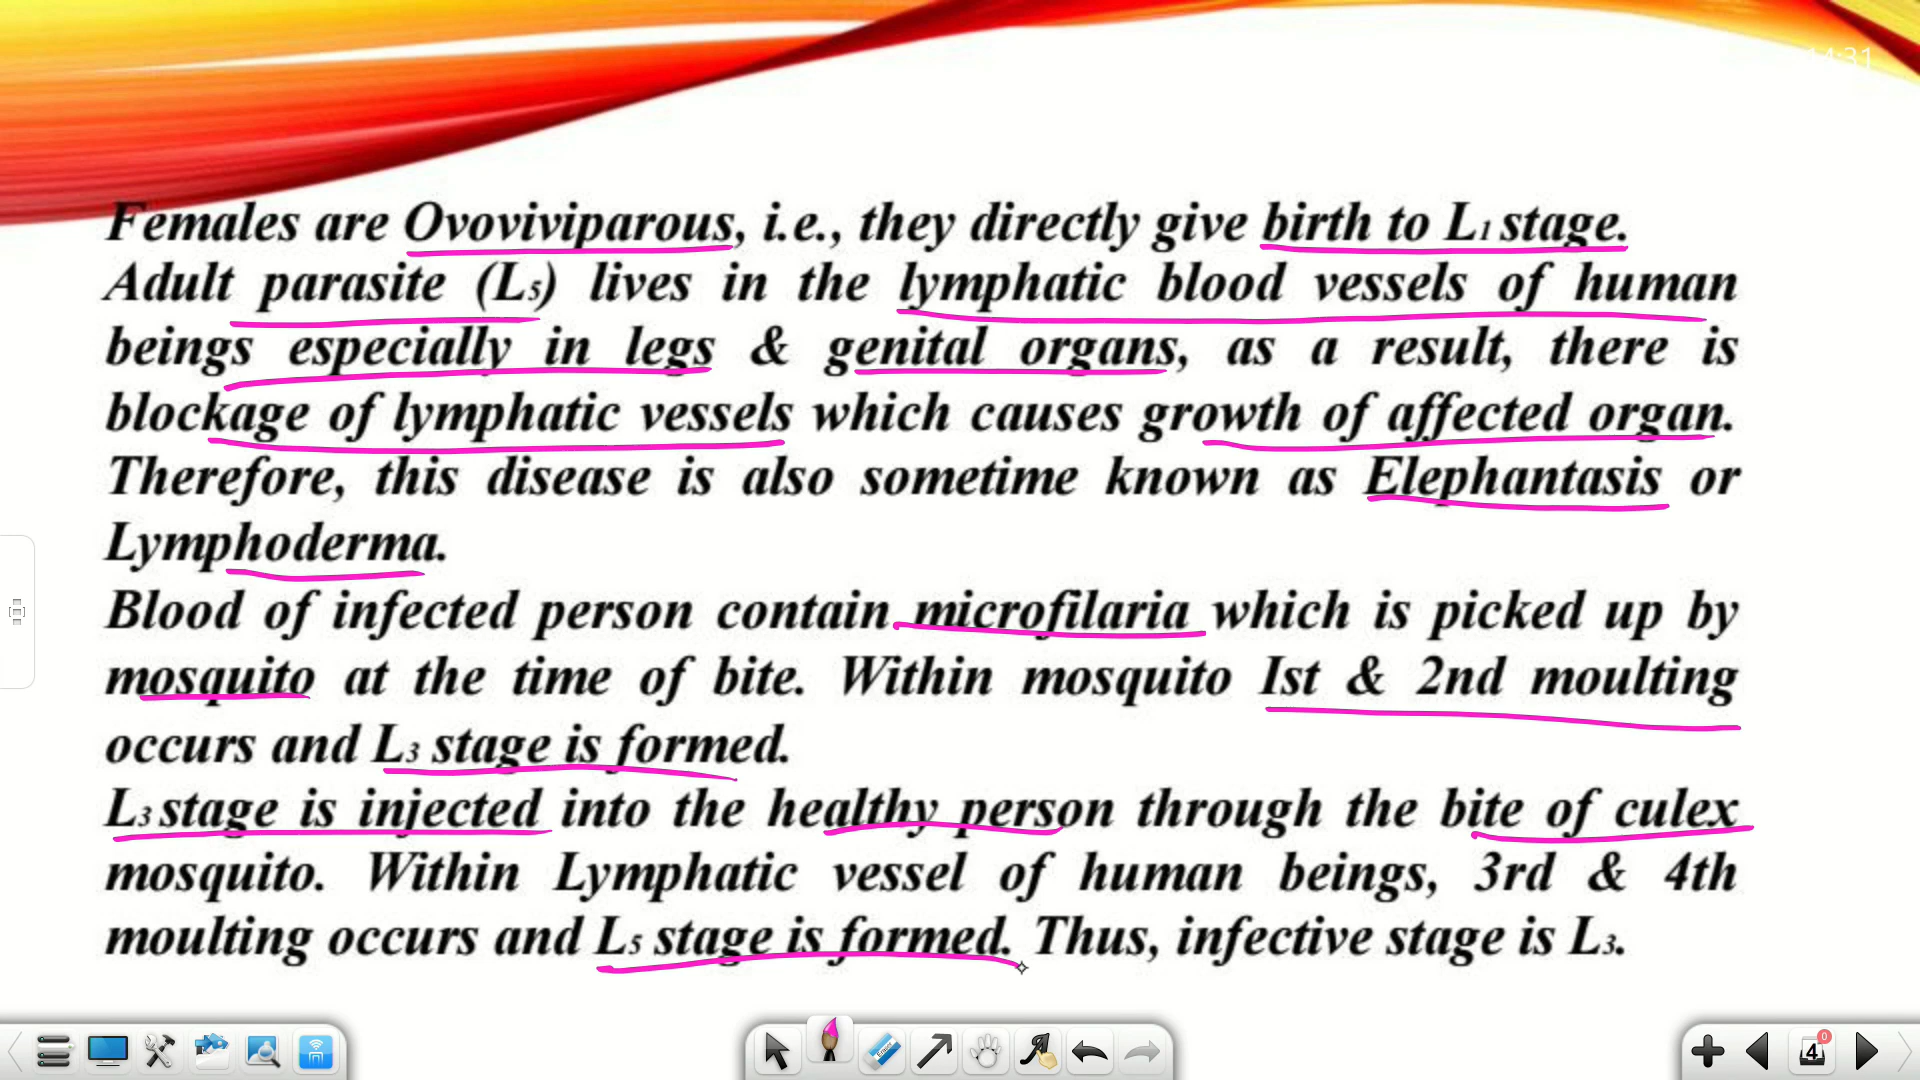 14:31
Females are Ovoviviparous, i.e., they directly give birth to L1 stage.
Adult parasite (L5) lives in the lymphatic blood vessels of human
beings especially in legs & genital organs, as a result, there is
blockage of lymphatic vessels which causes growth of affected organ.
Therefore, this disease is also sometime known as Elephantasis or
Lymphoderma.
Blood of infected person contain microfilaria which is picked up by
mosquito at the time of bite. Within mosquito Ist & 2nd moulting
occurs and L3 stage is formed.
L3 stage is injected into the healthy person through the bite of culex
mosquito. Within Lymphatic vessel of human beings, 3rd & 4th
moulting occurs and L5 stage is formed. Thus, infective stage is L3.
4
0